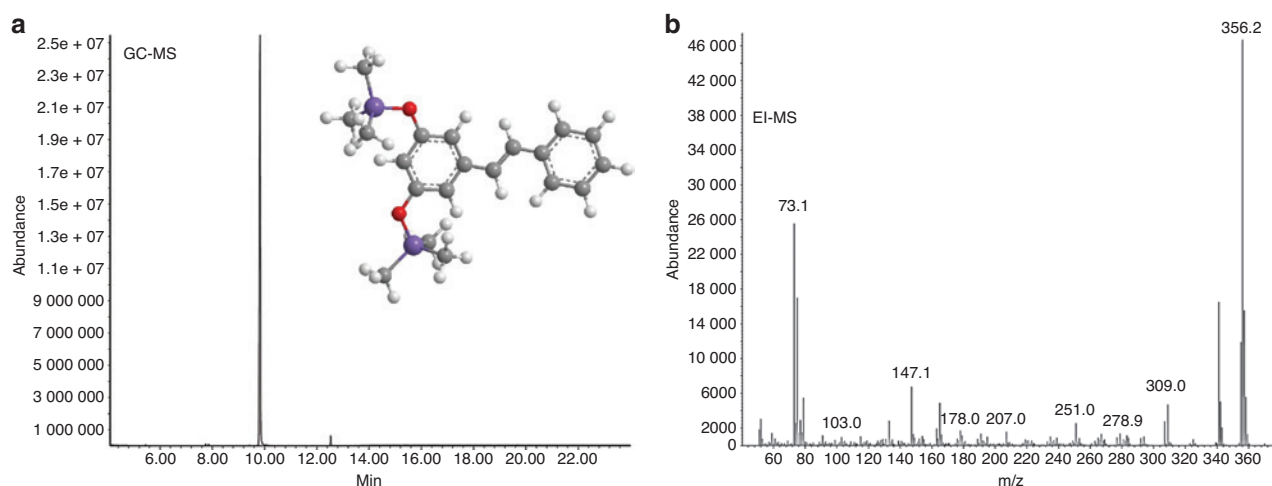 a
GC-MS
2.5e + 07
2.3e + 07
2.1e + 07
1.9e + 07
1.7e + 07
1.5e + 07
1.3e + 07
1.1e + 07
9 000 000
7 000 000
5 000 000
3 000 000
1 000 000
Abundance
6.00 8.00 10.00 12.00 14.00 16.00 18.00 20.00 22.00
Min
b
EI-MS
46 000
42 000
38 000
34 000
30 000
26 000
22 000
18 000
14 000
10 000
6000
2000
Abundance
356.2
73.1
147.1
309.0
103.0
178.0
207.0
251.0
278.9
60 80 100 120 140 160 180 200 220 240 260 280 300 320 340 360
m/z